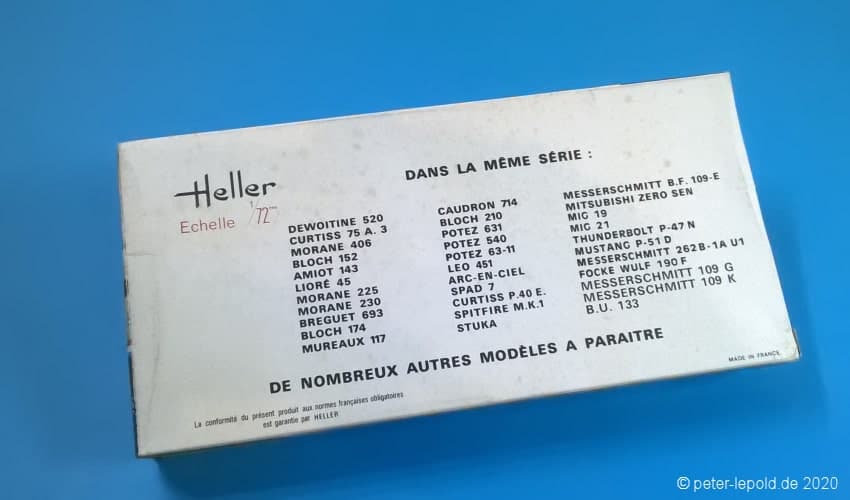 Heller
Echelle 1/72ème
DANS LA MÊME SÉRIE :
DEWOITINE 520
CURTISS 75 A. 3
MORANE 406
BLOCH 152
AMIOT 143
LIORÉ 45
MORANE 225
MORANE 230
BREGUET 693
BLOCH 174
MUREAUX 117
CAUDRON 714
BLOCH 210
POTEZ 631
POTEZ 540
POTEZ 63-11
LEO 451
ARC-EN-CIEL
SPAD 7
CURTISS P.40 E.
SPITFIRE M.K.1
STUKA
MESSERSCHMITT B.F. 109-E
MITSUBISHI ZERO SEN
MIG 19
MIG 21
THUNDERBOLT P-47 N
MUSTANG P-51 D
MESSERSCHMITT 262 B-1A U1
FOCKE WULF 190 F
MESSERSCHMITT 109 G
MESSERSCHMITT 109 K
B.U. 133
DE NOMBREUX AUTRES MODÈLES A PARAITRE
La conformité du présent produit aux normes françaises obligatoires
est garantie par HELLER
MADE IN FRANCE
© peter-lepold.de 2020